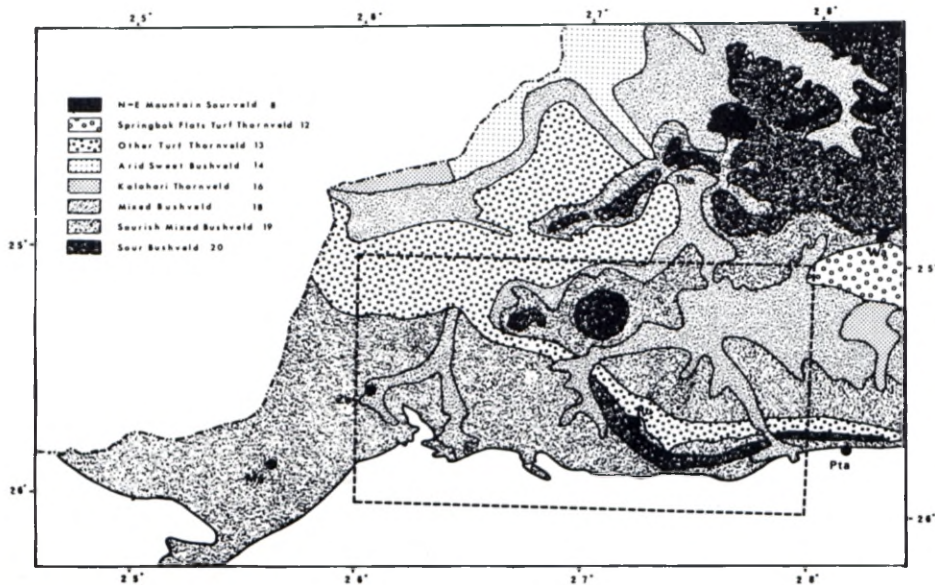 25° 26° 27° 28°
N-E Mountain Sourveld 8
Springbok Flats Turf Thornveld 12
Other Turf Thornveld 13
Arid Sweet Bushveld 14
Kalahari Thornveld 16
Mixed Bushveld 18
Sourish Mixed Bushveld 19
Sour Bushveld 20
25° 25°
Pta
26° 26°
25° 26° 27° 28°